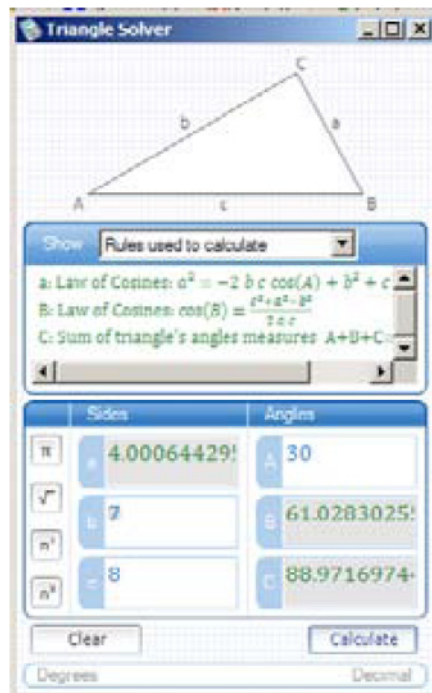 Triangle Solver
C
b
a
A
c
B
Show Rules used to calculate
a: Law of Cosines: a² = −2 b c cos(A) + b² + c
B: Law of Cosines: cos(B) = (c²+a²−b²)/(2 a c)
C: Sum of triangle's angles measures A+B+C=
Sides Angles
π a 4.000644295 A 30
√ b 7 B 61.0283025
c 8 C 88.9716974
Clear Calculate
Degrees Decimal